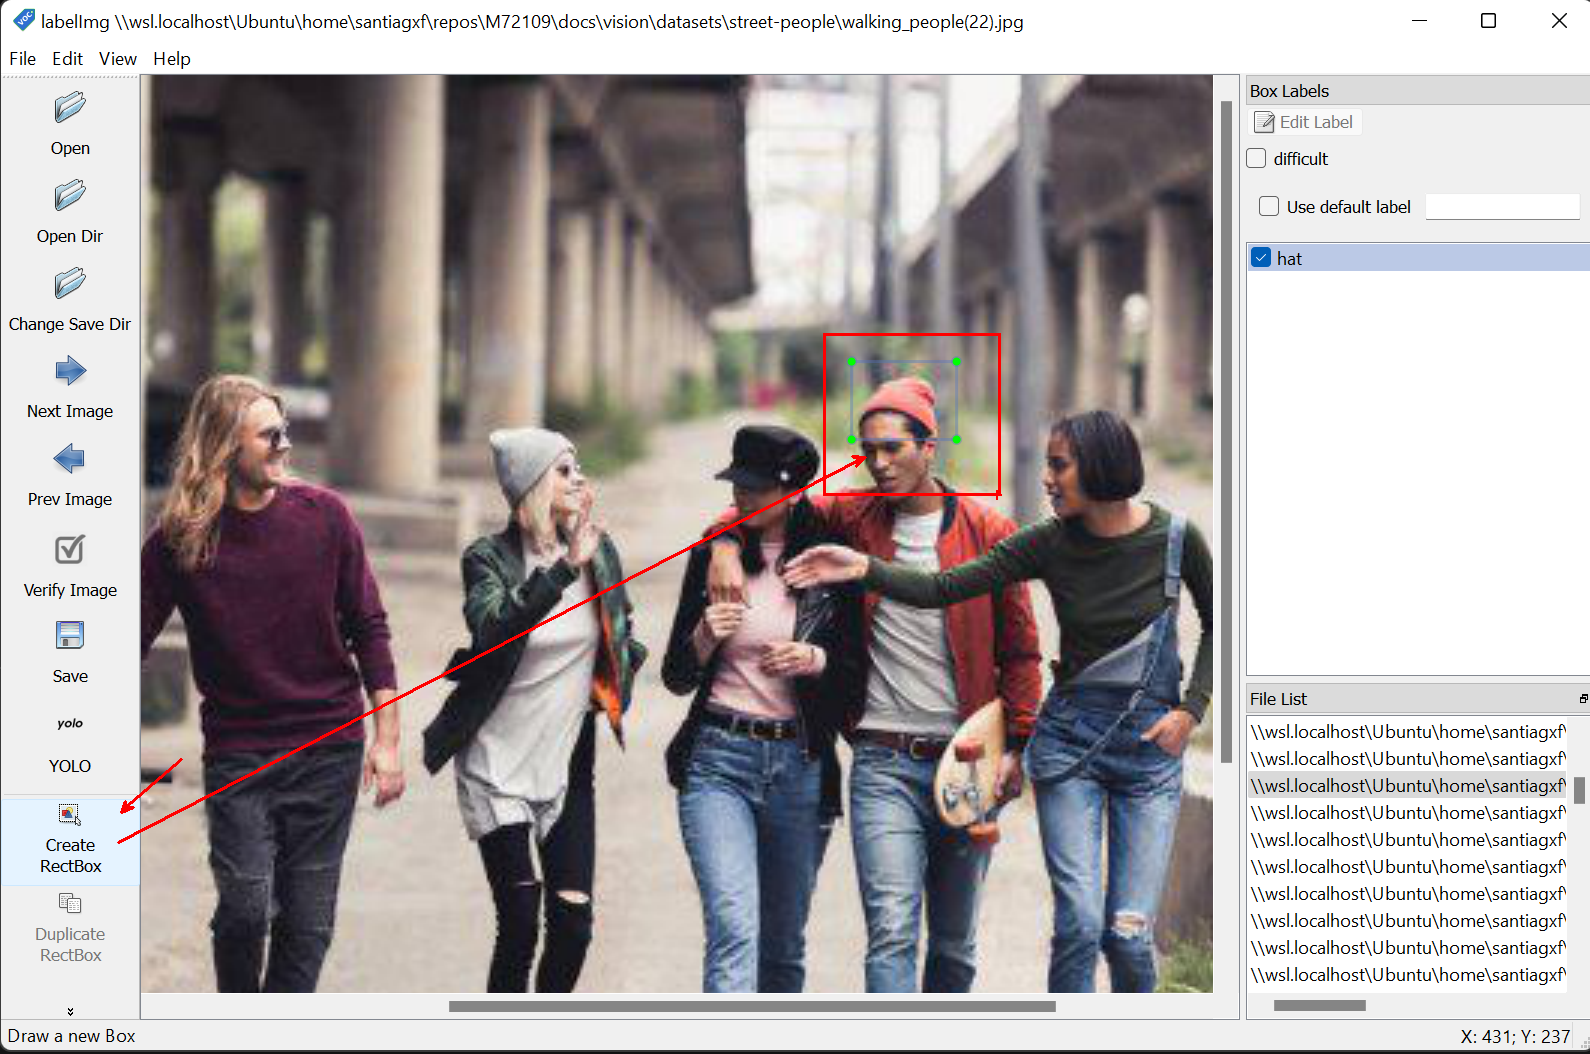 VOC
labelImg \\wsl.localhost\Ubuntu\home\santiagxf\repos\M72109\docs\vision\datasets\street-people\walking_people(22).jpg
File Edit View Help
Open
Open Dir
Change Save Dir
Next Image
Prev Image
Verify Image
Save
yolo
YOLO
Create
RectBox
Duplicate
RectBox
Box Labels
Edit Label
difficult
Use default label
hat
File List
\\wsl.localhost\Ubuntu\home\santiagxf\
\\wsl.localhost\Ubuntu\home\santiagxf\
\\wsl.localhost\Ubuntu\home\santiagxf\
\\wsl.localhost\Ubuntu\home\santiagxf\
\\wsl.localhost\Ubuntu\home\santiagxf\
\\wsl.localhost\Ubuntu\home\santiagxf\
\\wsl.localhost\Ubuntu\home\santiagxf\
\\wsl.localhost\Ubuntu\home\santiagxf\
\\wsl.localhost\Ubuntu\home\santiagxf\
\\wsl.localhost\Ubuntu\home\santiagxf\
Draw a new Box
X: 431; Y: 237